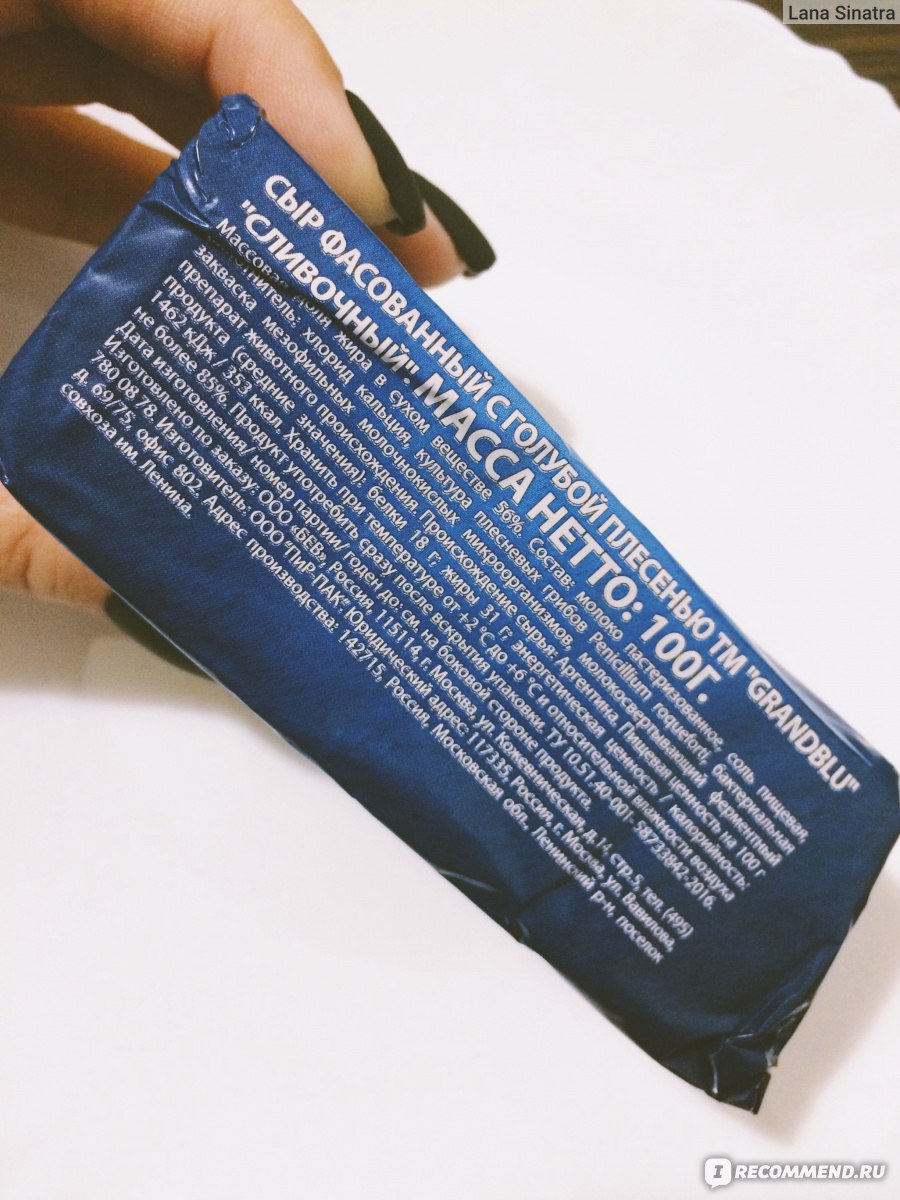 Lana Sinatra
СЫР ФАСОВАННЫЙ С ГОЛУБОЙ ПЛЕСЕНЬЮ ТМ "GRANDBLU"
"СЛИВОЧНЫЙ". МАССА НЕТТО: 100Г.
Массовая доля жира в сухом веществе 56%. Состав: молоко пастеризованное, соль пищевая,
хлорид кальция, культура плесневых грибов Penicillium roqueforti, бактериальная
закваска мезофильных молочнокислых микроорганизмов, молокосвертывающий ферментный
препарат животного происхождения. Происхождение сырья: Аргентина. Пищевая ценность на 100 г
продукта (средние значения): белки 18 г; жиры 31 г; энергетическая ценность / калорийность:
1462 кДж / 353 ккал. Хранить при температуре от +2°С до +6°С и относительной влажности воздуха
не более 85%. Продукт употребить сразу после вскрытия упаковки. ТУ 10.51.40-001-58733842-2016.
Дата изготовления/ номер партии/ годен до: см. на боковой стороне продукта.
Изготовлено по заказу: ООО «БЕВ», Россия, 115114, г. Москва, ул. Кожевническая, д.14, стр.5, тел. (495)
780 08 78. Изготовитель: ООО "ПиР-ПАК". Юридический адрес: 117335, Россия, г. Москва, ул. Вавилова,
д. 69/75, офис 802. Адрес производства: 142715, Россия, Московская обл., Ленинский р-н, поселок
совхоза им. Ленина.
IRECOMMEND.RU